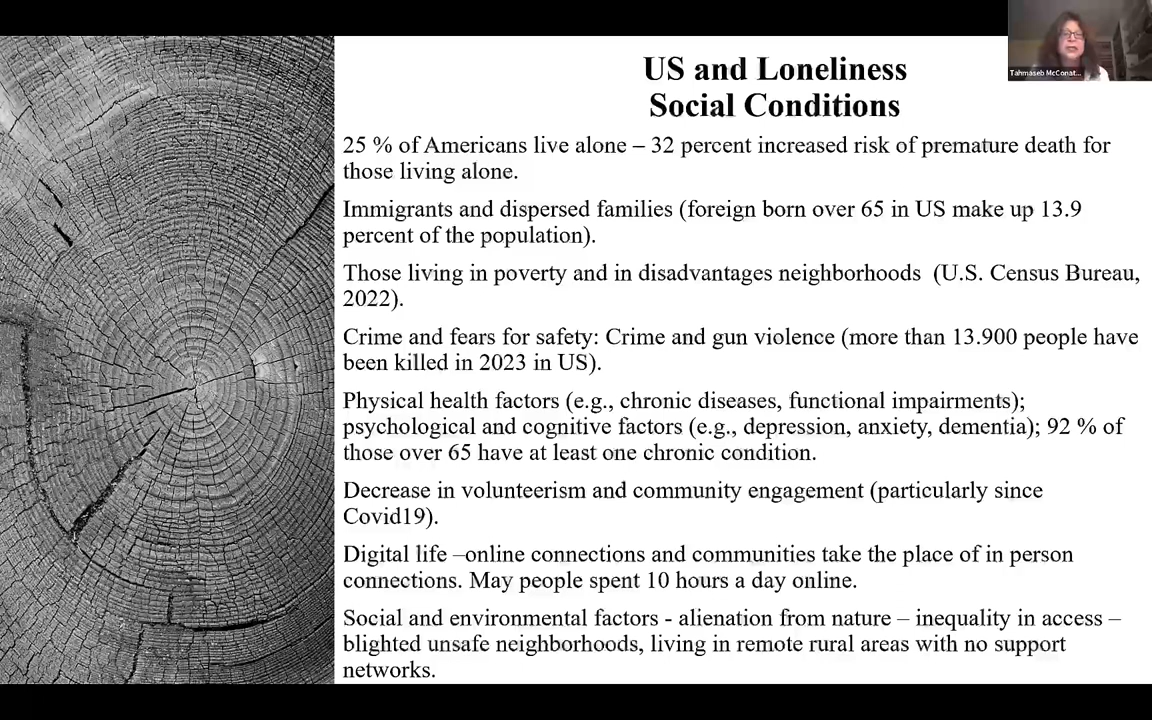 US and Loneliness
Social Conditions
Tahmaseb McConat...
25 % of Americans live alone – 32 percent increased risk of premature death for
those living alone.
Immigrants and dispersed families (foreign born over 65 in US make up 13.9
percent of the population).
Those living in poverty and in disadvantages neighborhoods  (U.S. Census Bureau,
2022).
Crime and fears for safety: Crime and gun violence (more than 13.900 people have
been killed in 2023 in US).
Physical health factors (e.g., chronic diseases, functional impairments);
psychological and cognitive factors (e.g., depression, anxiety, dementia); 92 % of
those over 65 have at least one chronic condition.
Decrease in volunteerism and community engagement (particularly since
Covid19).
Digital life –online connections and communities take the place of in person
connections. May people spent 10 hours a day online.
Social and environmental factors - alienation from nature – inequality in access –
blighted unsafe neighborhoods, living in remote rural areas with no support
networks.